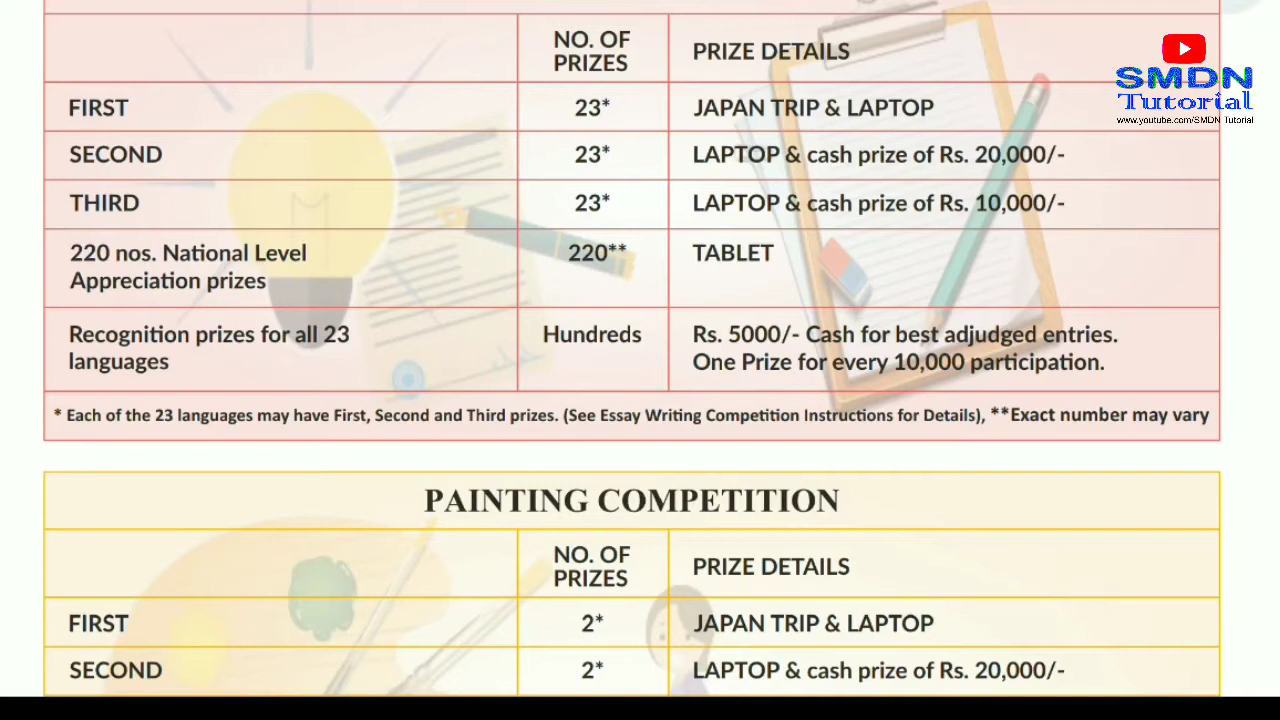 NO. OF
PRIZES
PRIZE DETAILS
FIRST
23*
JAPAN TRIP & LAPTOP
SECOND
23*
LAPTOP & cash prize of Rs. 20,000/-
THIRD
23*
LAPTOP & cash prize of Rs. 10,000/-
220 nos. National Level
Appreciation prizes
220**
TABLET
Recognition prizes for all 23
languages
Hundreds
Rs. 5000/- Cash for best adjudged entries.
One Prize for every 10,000 participation.
* Each of the 23 languages may have First, Second and Third prizes. (See Essay Writing Competition Instructions for Details), **Exact number may vary
PAINTING COMPETITION
NO. OF
PRIZES
PRIZE DETAILS
FIRST
2*
JAPAN TRIP & LAPTOP
SECOND
2*
LAPTOP & cash prize of Rs. 20,000/-
SMDN
Tutorial
www.youtube.com/SMDN Tutorial